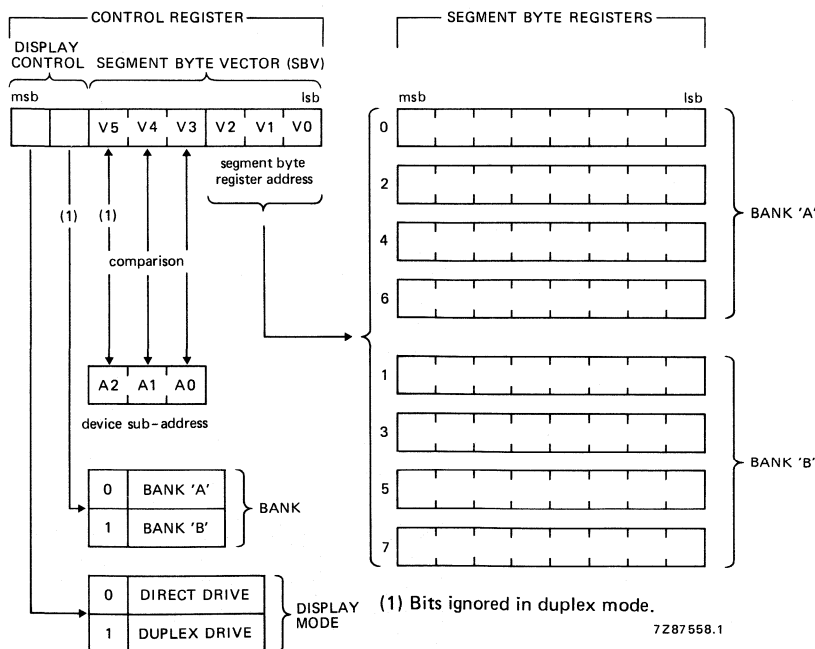 CONTROL REGISTER
DISPLAY CONTROL
SEGMENT BYTE VECTOR (SBV)
msb lsb
V5 V4 V3 V2 V1 V0
segment byte
register address
(1) (1)
comparison
A2 A1 A0
device sub-address
0 BANK 'A'
1 BANK 'B'
BANK
0 DIRECT DRIVE
1 DUPLEX DRIVE
DISPLAY
MODE
SEGMENT BYTE REGISTERS
msb lsb
0
2
4
6
BANK 'A'
1
3
5
7
BANK 'B'
(1) Bits ignored in duplex mode.
7Z87558.1